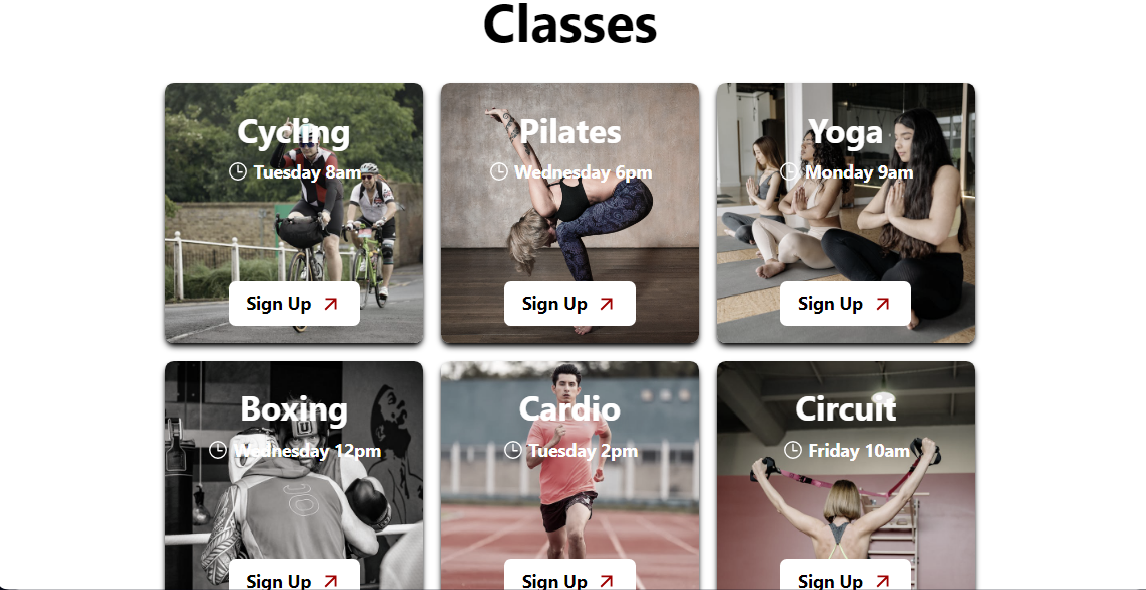 Classes
Cycling
Tuesday 8am
Sign Up
Pilates
Wednesday 6pm
Sign Up
Yoga
Monday 9am
Sign Up
Boxing
Wednesday 12pm
Sign Up
Cardio
Tuesday 2pm
Sign Up
Circuit
Friday 10am
Sign Up